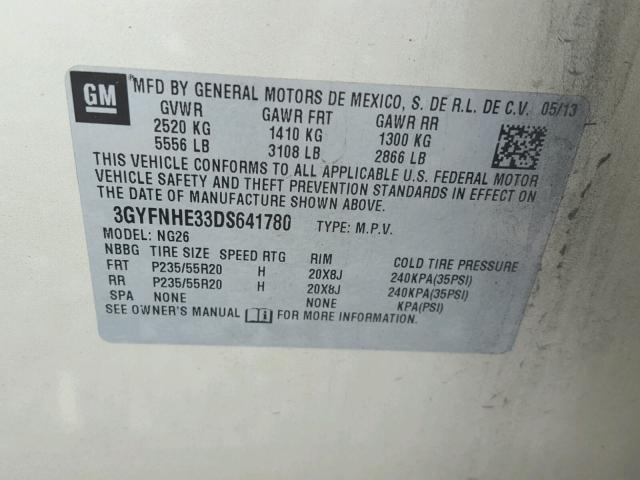 GM MFD BY GENERAL MOTORS DE MEXICO, S. DE R.L. DE C.V. 05/13
GVWR GAWR FRT GAWR RR
2520 KG 1410 KG 1300 KG
5556 LB 3108 LB 2866 LB
THIS VEHICLE CONFORMS TO ALL APPLICABLE U.S. FEDERAL MOTOR
VEHICLE SAFETY AND THEFT PREVENTION STANDARDS IN EFFECT ON
THE DATE OF MANUFACTURE SHOWN ABOVE.
3GYFNHE33DS641780 TYPE: M.P.V.
MODEL: NG26
NBBG TIRE SIZE SPEED RTG RIM COLD TIRE PRESSURE
FRT P235/55R20 H 20X8J 240KPA(35PSI)
RR P235/55R20 H 20X8J 240KPA(35PSI)
SPA NONE NONE KPA(PSI)
SEE OWNER'S MANUAL FOR MORE INFORMATION.